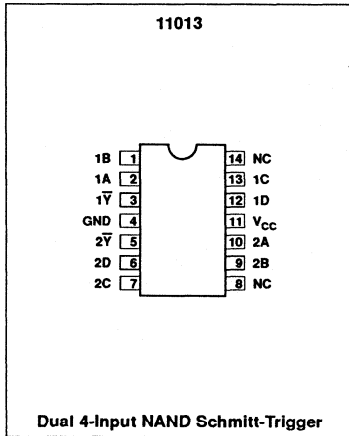 11013
1B 1 14 NC
1A 2 13 1C
1Y̅ 3 12 1D
GND 4 11 VCC
2Y̅ 5 10 2A
2D 6 9 2B
2C 7 8 NC
Dual 4-Input NAND Schmitt-Trigger